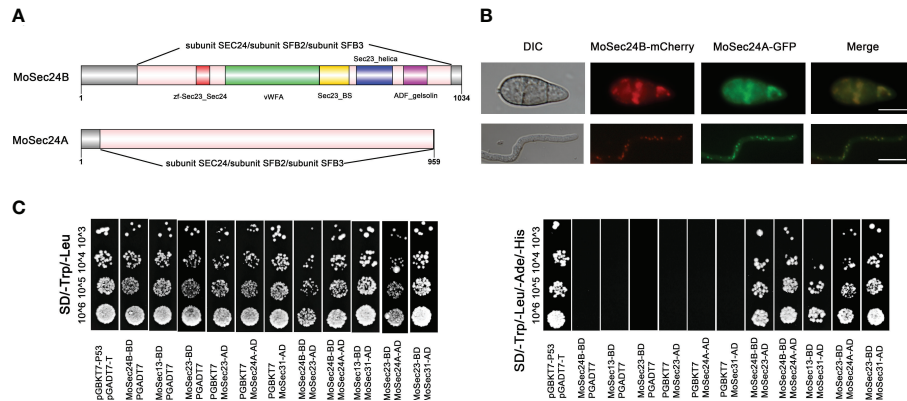 A
subunit SEC24/subunit SFB2/subunit SFB3
Sec23_helica
MoSec24B
1
zf-Sec23_Sec24
vWFA
Sec23_BS
ADF_gelsolin
1034
MoSec24A
1
959
subunit SEC24/subunit SFB2/subunit SFB3
B
DIC
MoSec24B-mCherry
MoSec24A-GFP
Merge
C
SD/-Trp/-Leu
10^6 10^5 10^4 10^3
pGBKT7-P53
pGADT7-T
MoSec24B-BD
PGADT7
MoSec13-BD
PGADT7
MoSec23-BD
PGADT7
PGBKT7
MoSec23-AD
PGBKT7
MoSec24A-AD
PGBKT7
MoSec31-AD
MoSec24B-BD
MoSec23-AD
MoSec24B-BD
MoSec24A-AD
MoSec13-BD
MoSec31-AD
MoSec23-BD
MoSec24A-AD
MoSec23-BD
MoSec31-AD
SD/-Trp/-Leu/-Ade/-His
10^6 10^5 10^4 10^3
pGBKT7-P53
pGADT7-T
MoSec24B-BD
PGADT7
MoSec13-BD
PGADT7
MoSec23-BD
PGADT7
PGBKT7
MoSec23-AD
PGBKT7
MoSec24A-AD
PGBKT7
MoSec31-AD
MoSec24B-BD
MoSec23-AD
MoSec24B-BD
MoSec24A-AD
MoSec13-BD
MoSec31-AD
MoSec23-BD
MoSec24A-AD
MoSec23-BD
MoSec31-AD